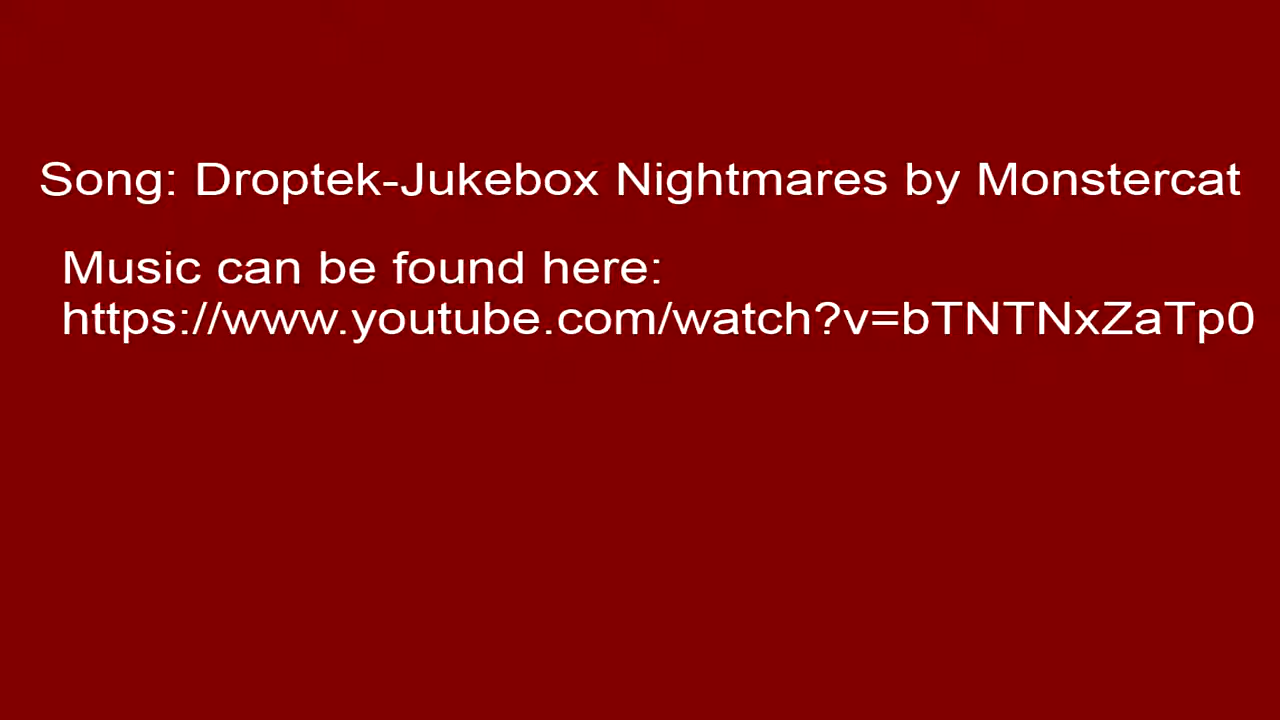 Song: Droptek-Jukebox Nightmares by Monstercat
Music can be found here:
https://www.youtube.com/watch?v=bTNTNxZaTp0